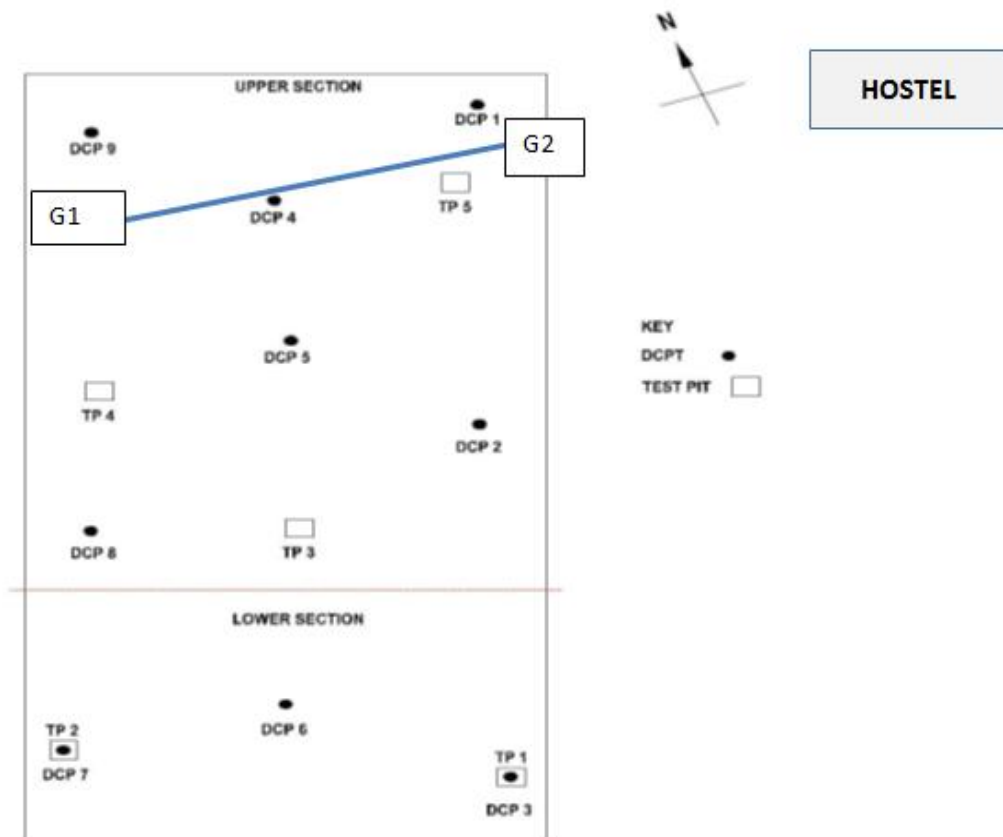 N
HOSTEL
UPPER SECTION
DCP 1
DCP 9
G2
TP 5
DCP 4
G1
KEY
DCPT
TEST PIT
DCP 5
TP 4
DCP 2
DCP 8
TP 3
LOWER SECTION
DCP 6
TP 2
DCP 7
TP 1
DCP 3